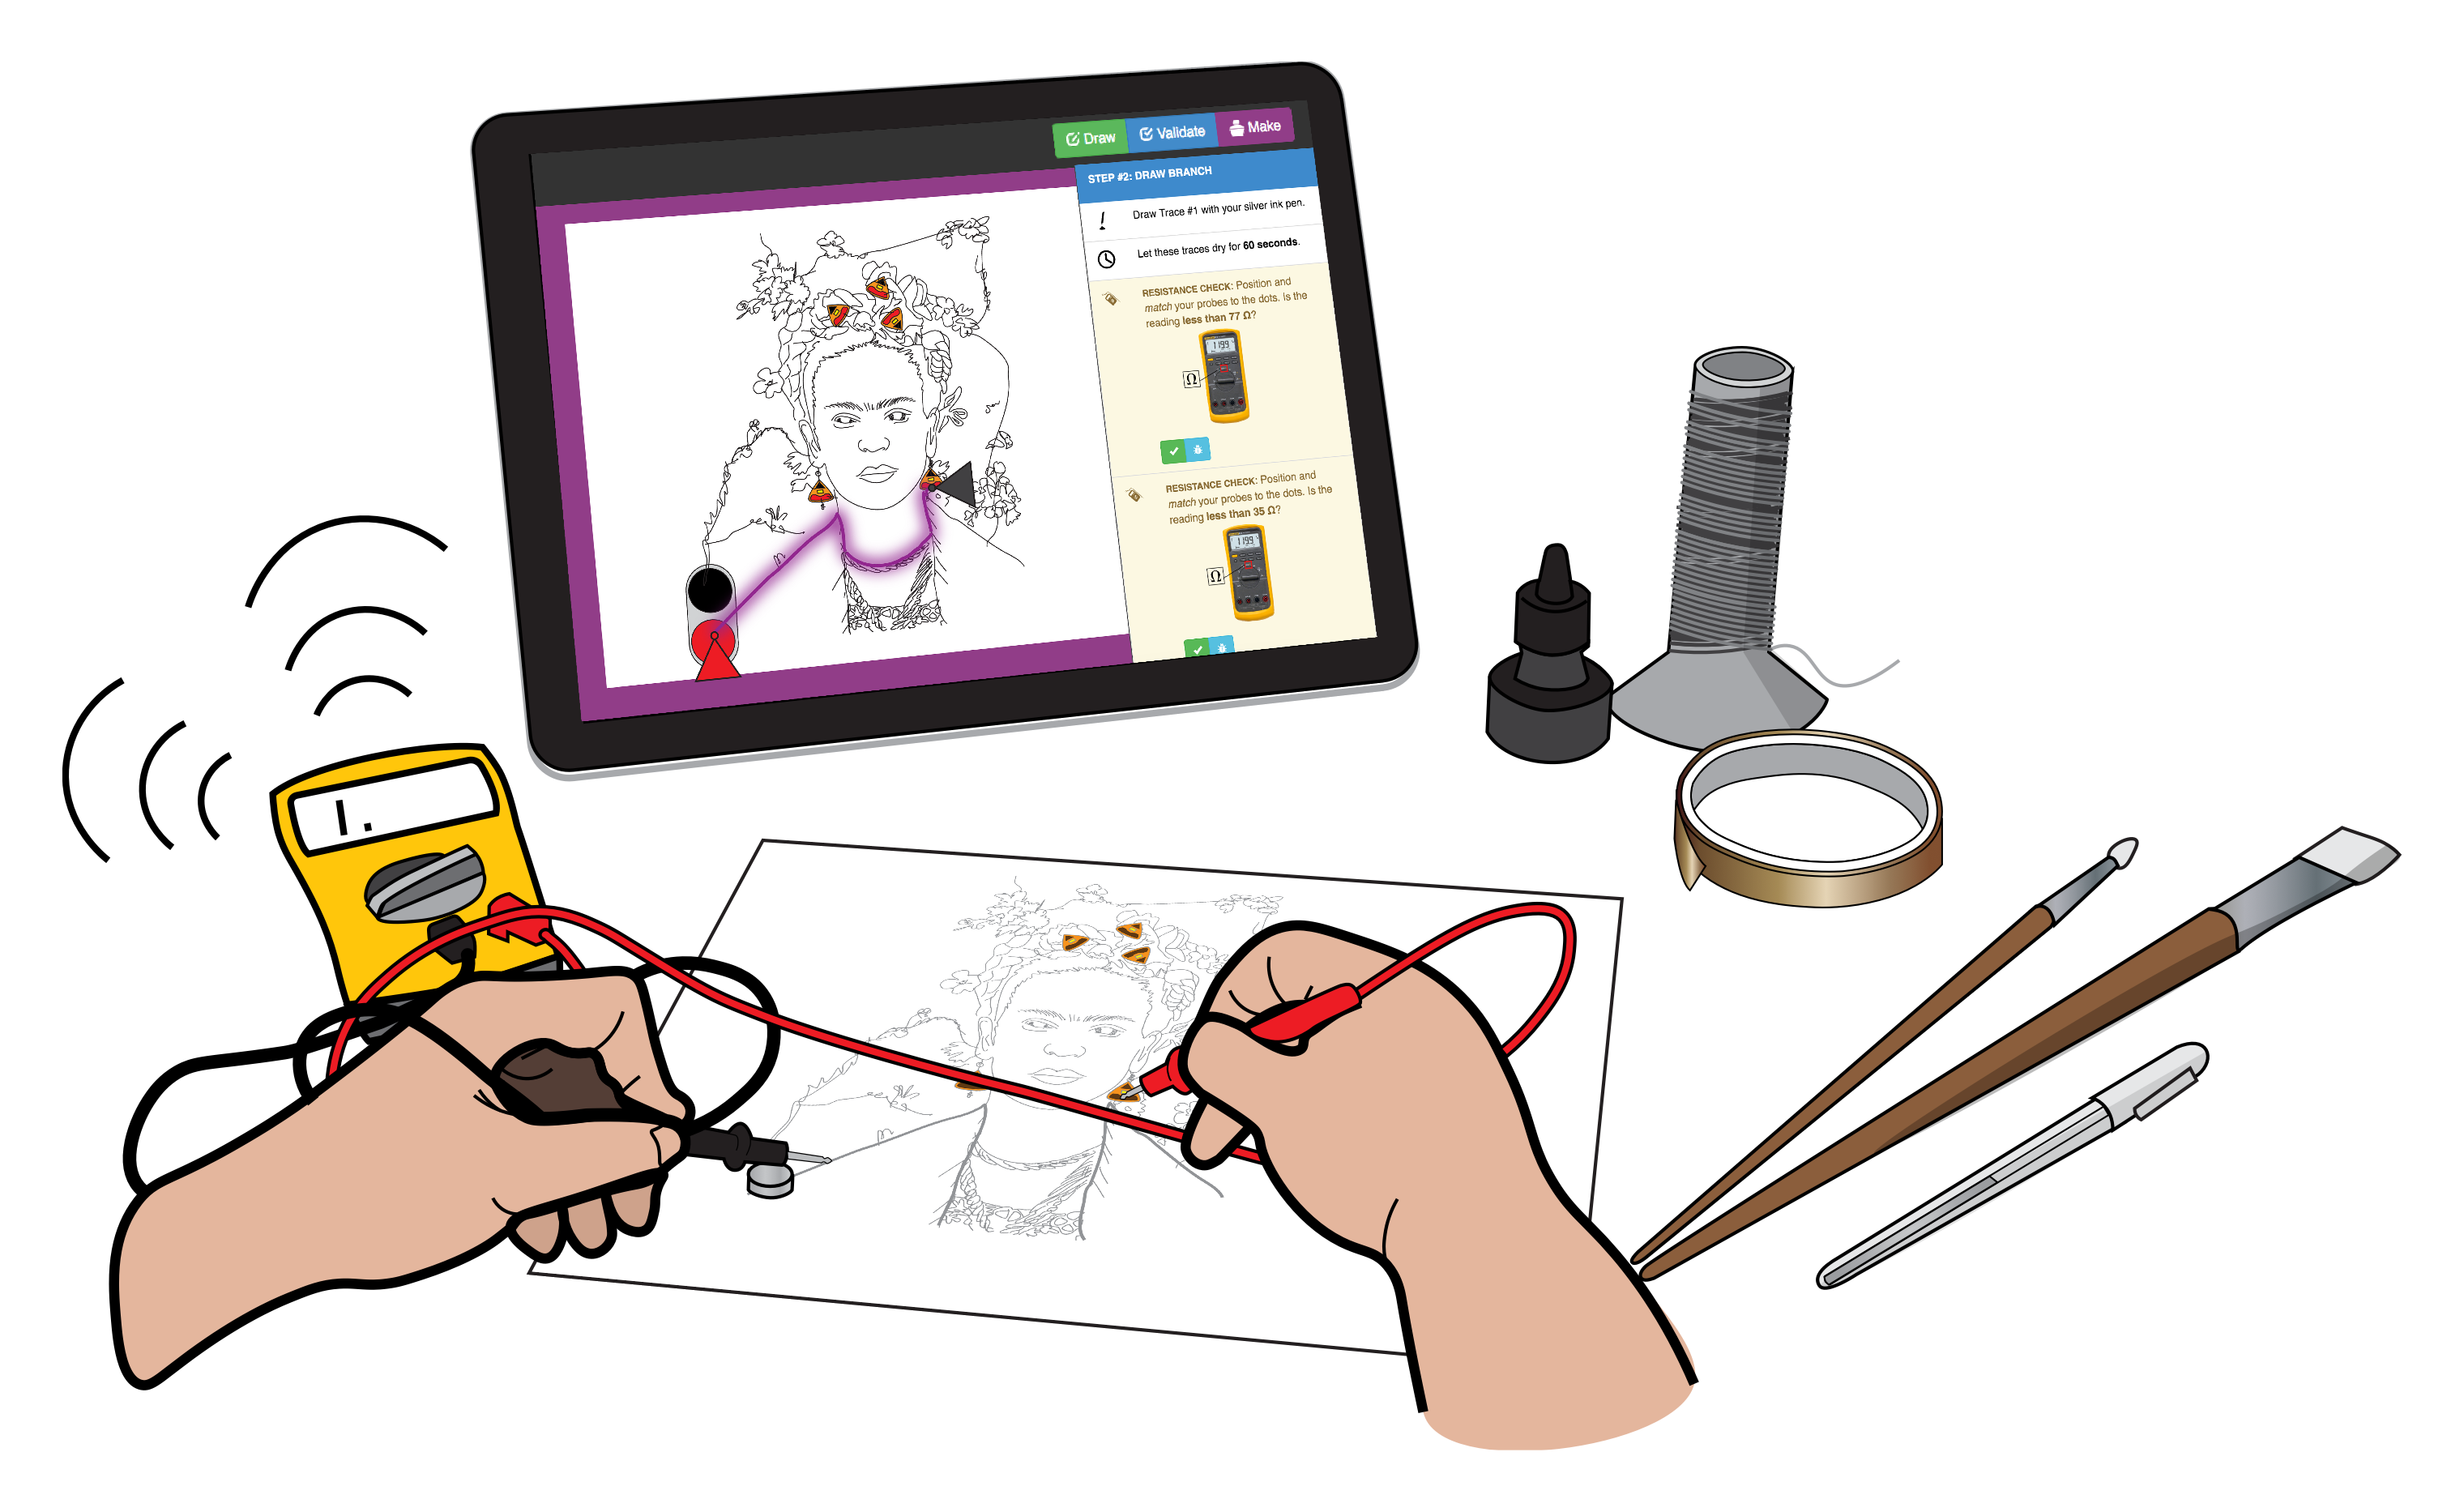 Draw
Validate
Make
STEP #2: DRAW BRANCH
Draw Trace #1 with your silver ink pen.
Let these traces dry for 60 seconds.
RESISTANCE CHECK: Position and
match your probes to the dots. Is the
reading less than 77 Ω?
1199
Ω
RESISTANCE CHECK: Position and
match your probes to the dots. Is the
reading less than 35 Ω?
1199
Ω
1.